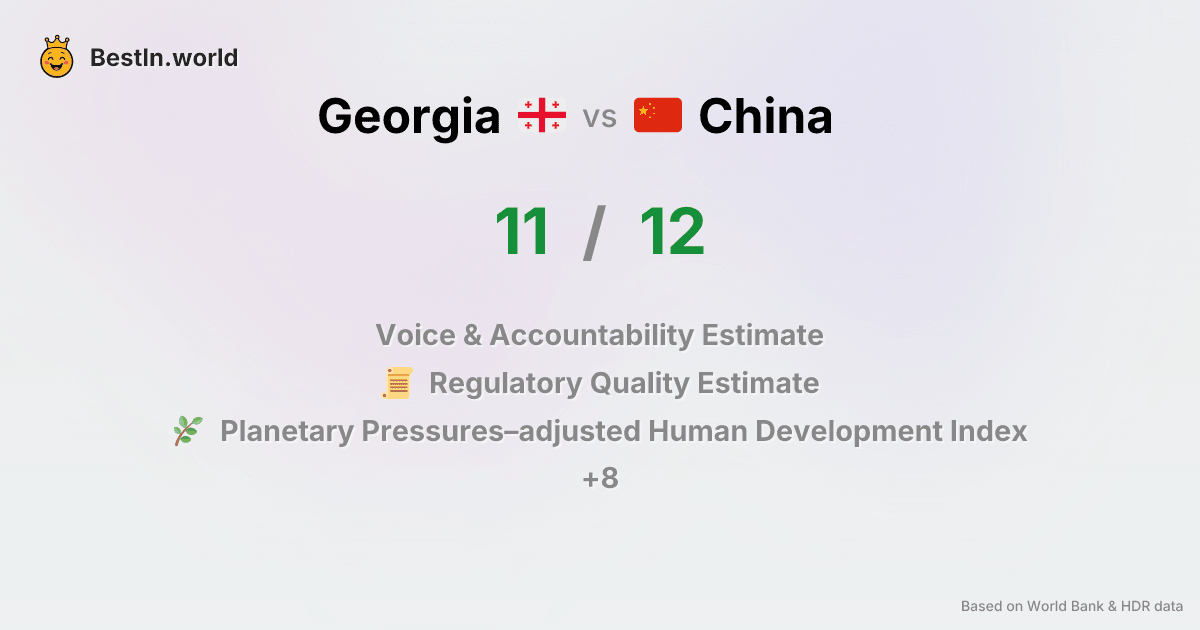 BestIn.world
Georgia vs China
11 / 12
Voice & Accountability Estimate
Regulatory Quality Estimate
Planetary Pressures–adjusted Human Development Index
+8
Based on World Bank & HDR data